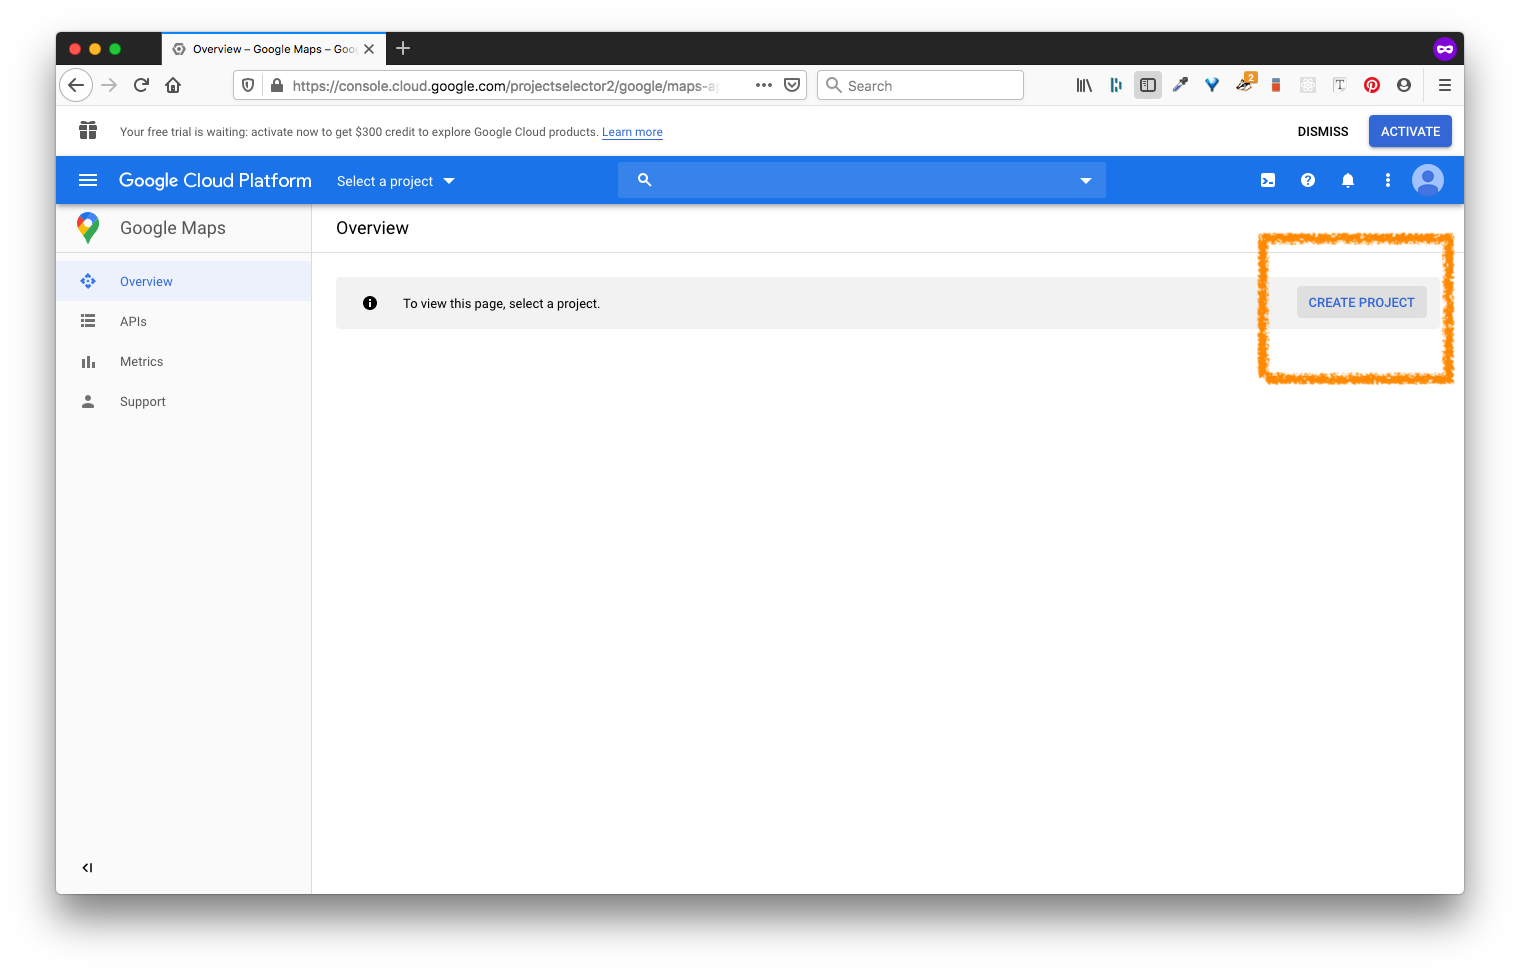 Overview – Google Maps – Goo
https://console.cloud.google.com/projectselector2/google/maps-ap
Search
2
Your free trial is waiting: activate now to get $300 credit to explore Google Cloud products. Learn more
DISMISS
ACTIVATE
Google Cloud Platform
Select a project
Google Maps
Overview
Overview
APIs
Metrics
Support
To view this page, select a project.
CREATE PROJECT